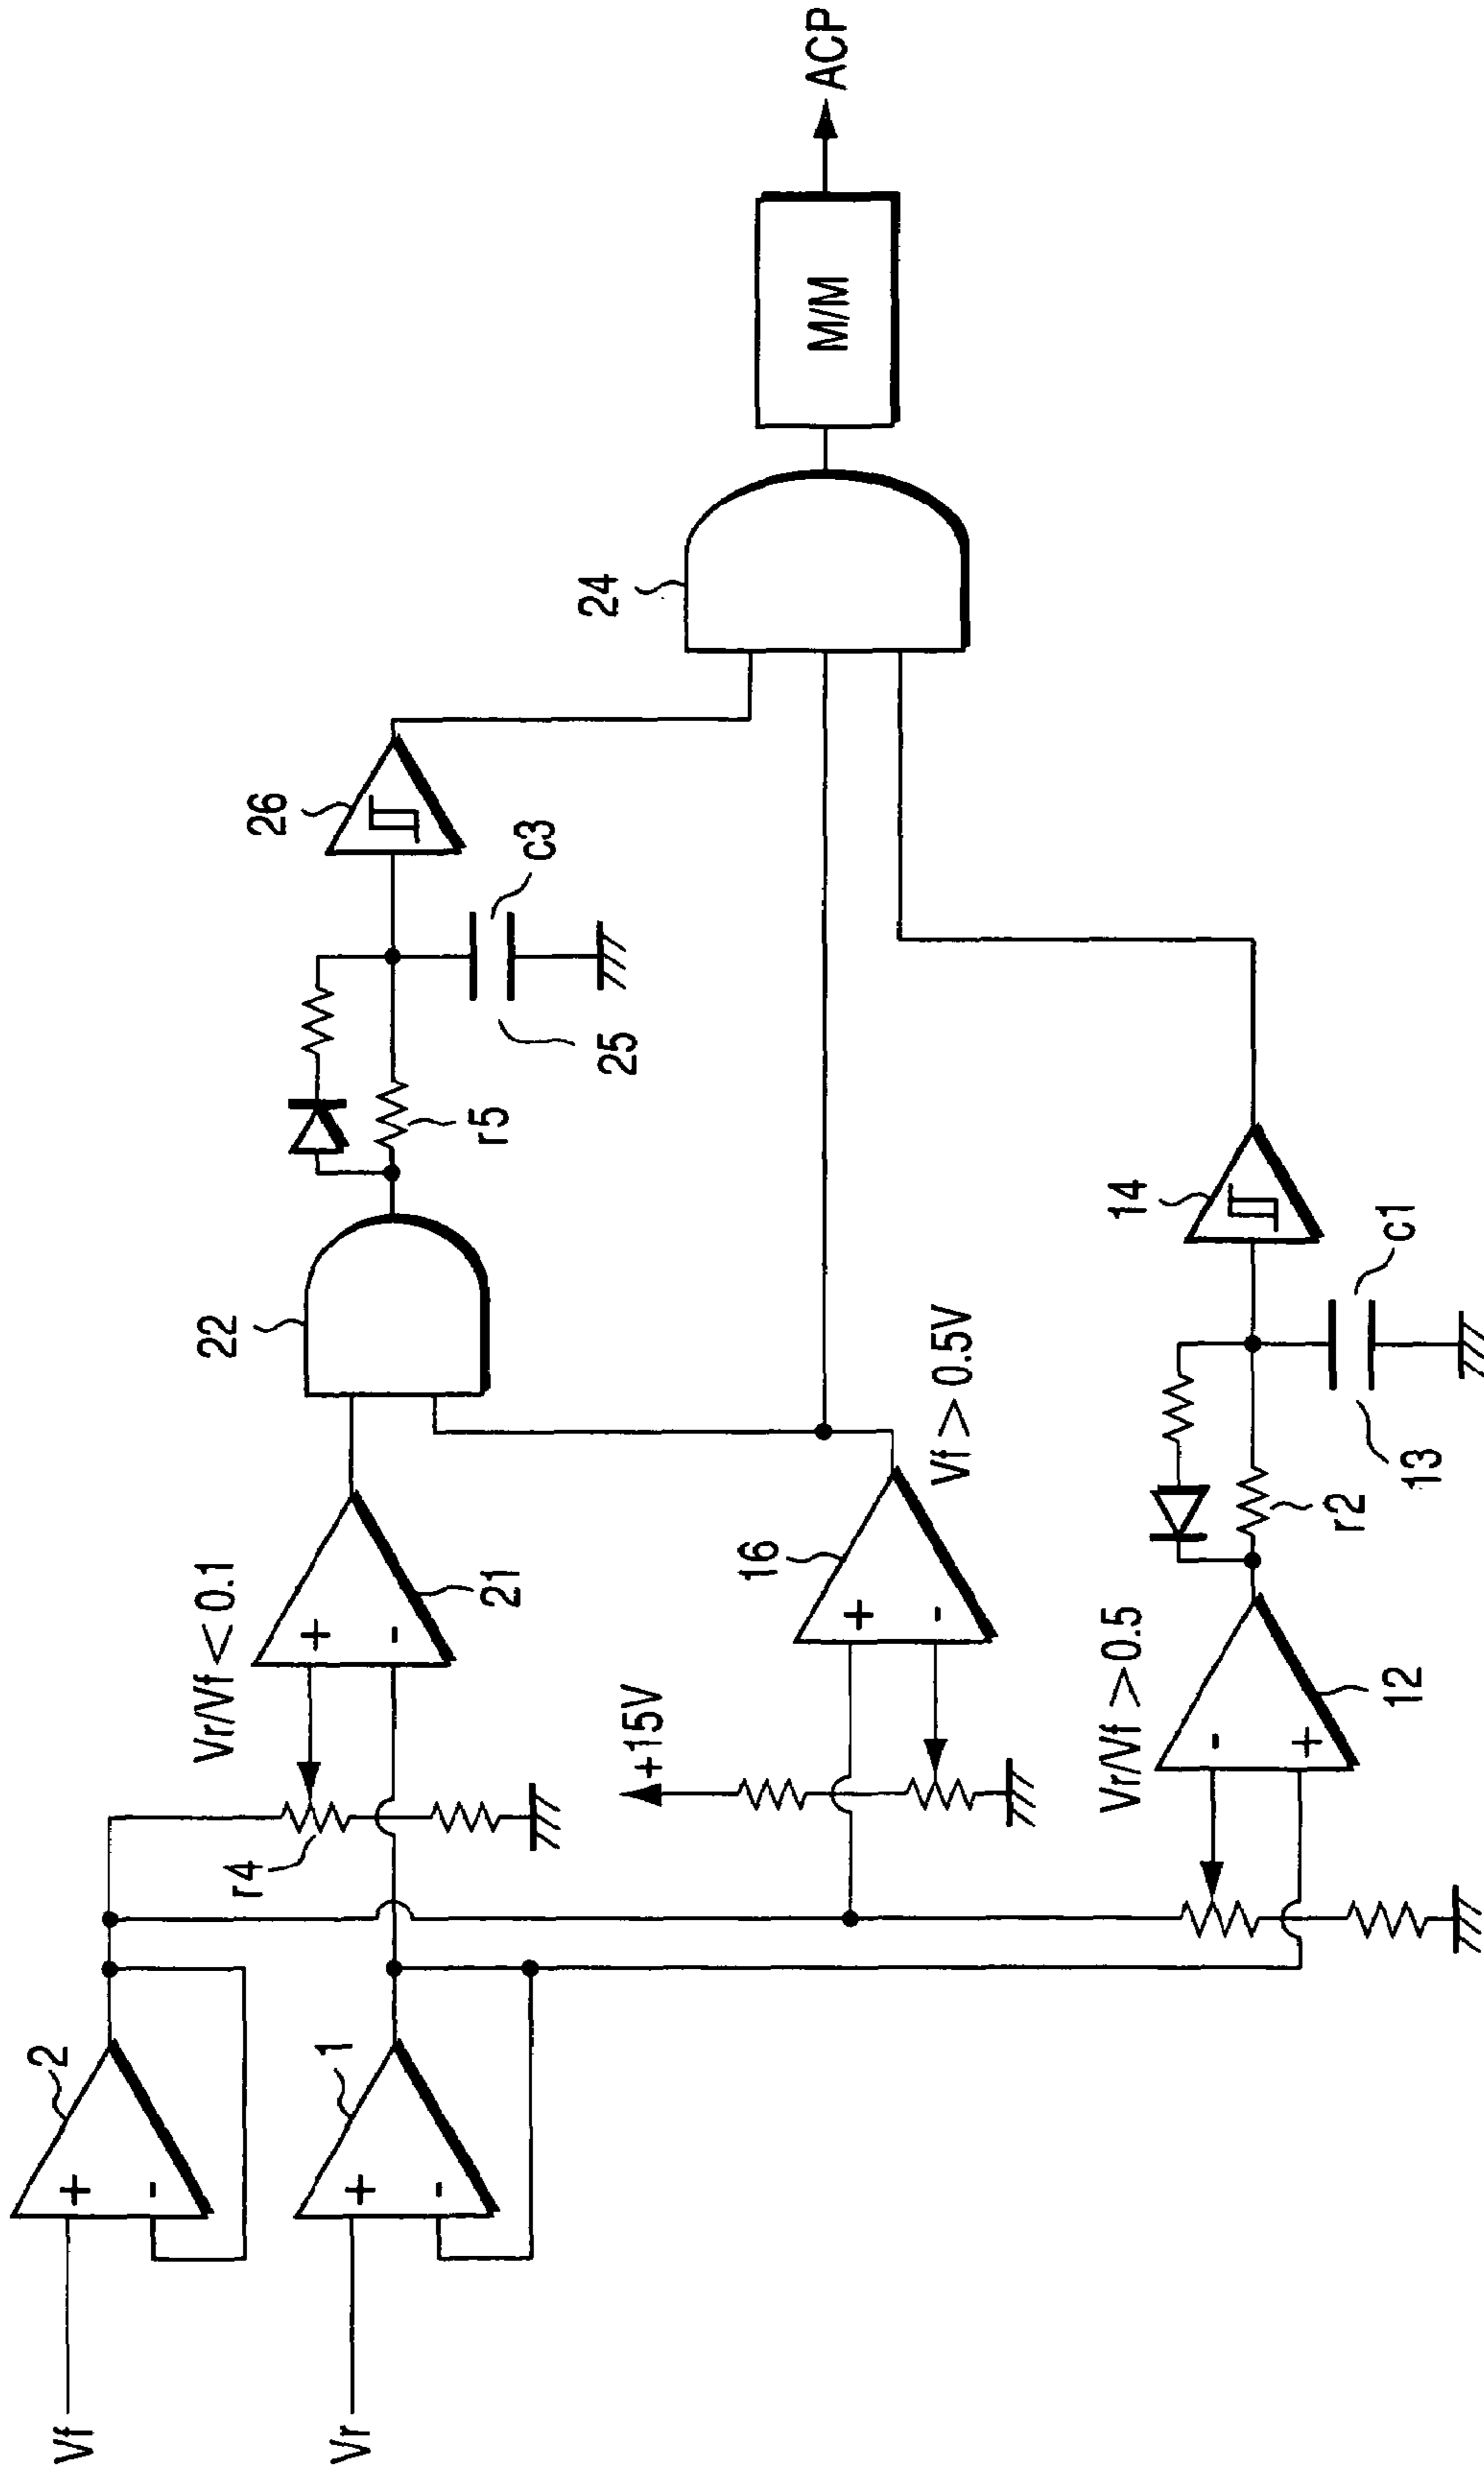 Vf
Vr
+
-
2
+
-
1
r4
Vr/Vf < 0.1
+
-
21
+15V
16
+
-
Vf > 0.5V
Vr/Vf > 0.5
-
+
12
22
r5
25
c3
26
r2
13
c1
14
24
M/M
ACP